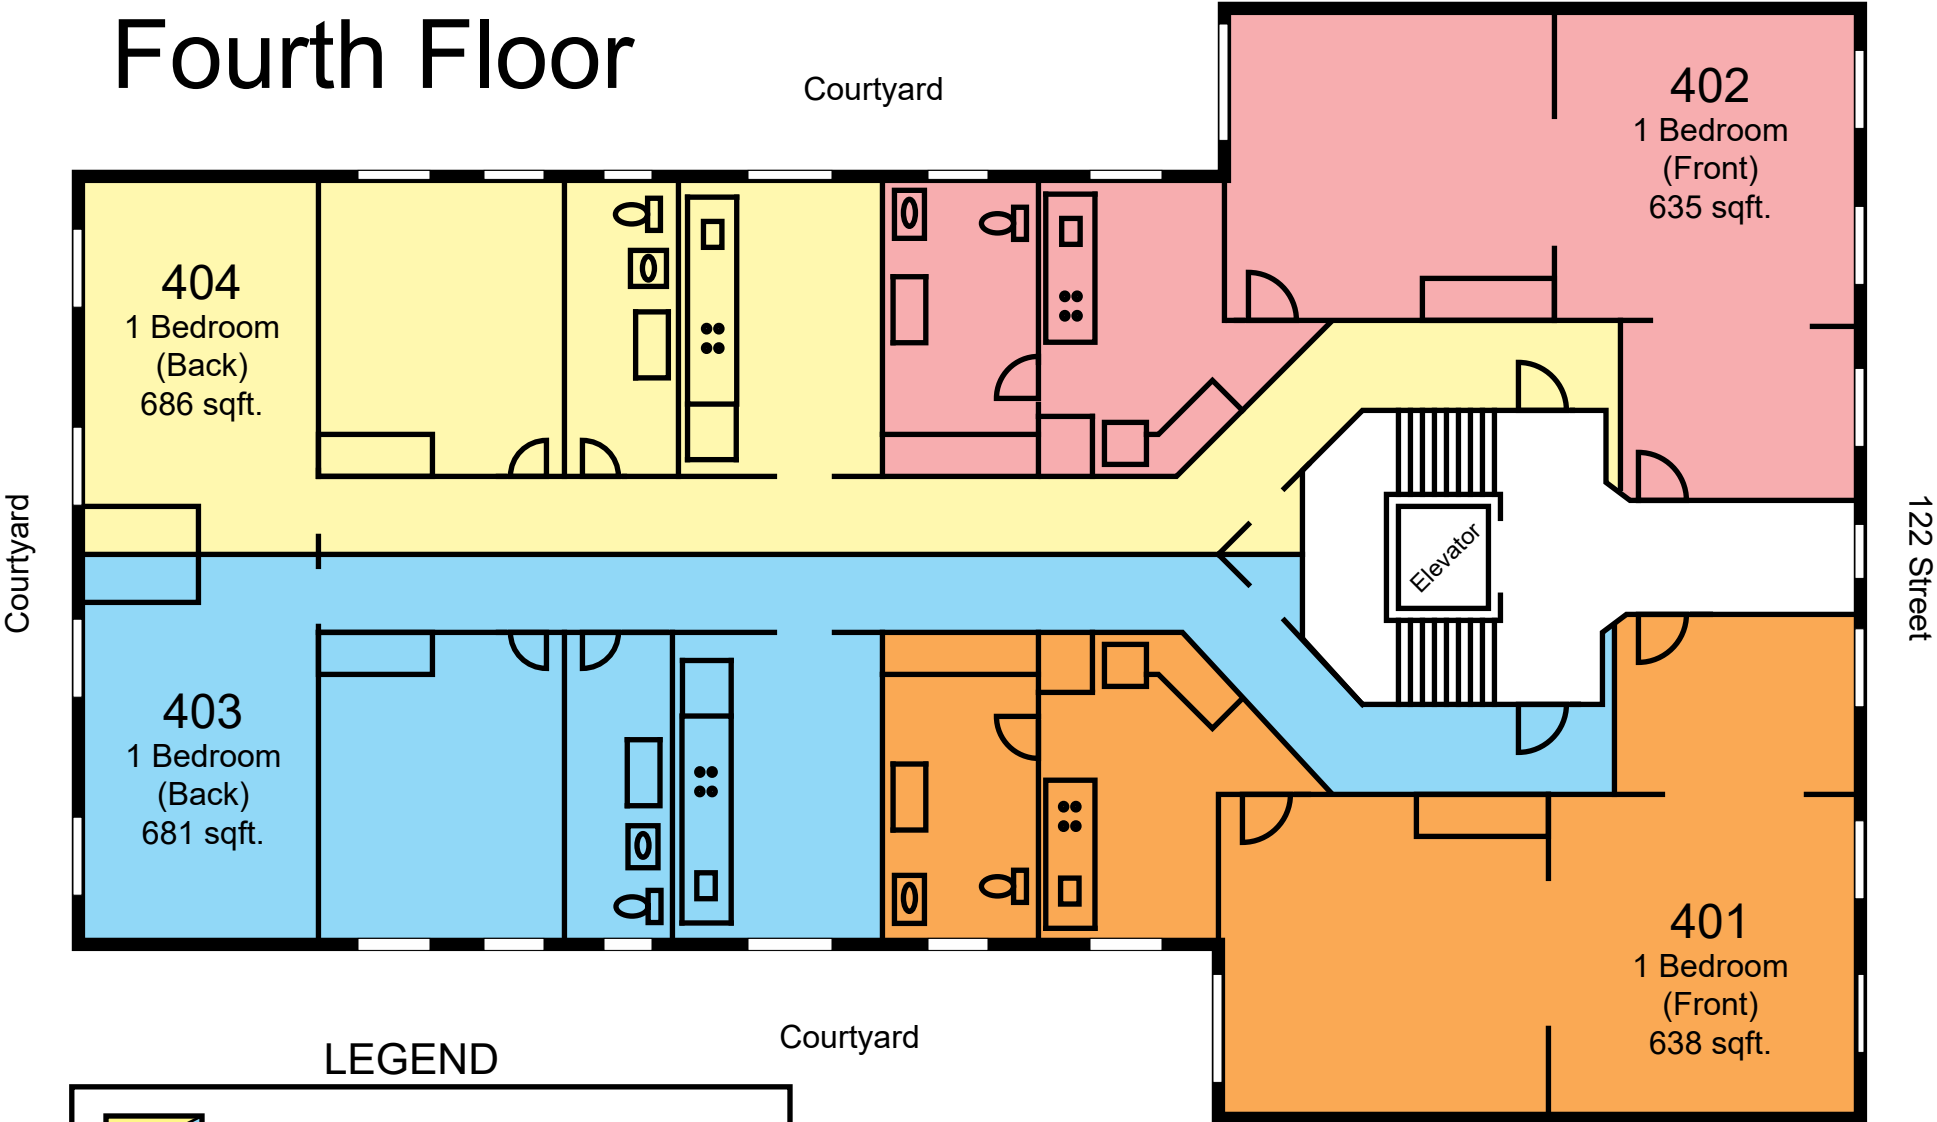 Fourth Floor
Courtyard
402
1 Bedroom
(Front)
635 sqft.
404
1 Bedroom
(Back)
686 sqft.
Courtyard
Elevator
122 Street
403
1 Bedroom
(Back)
681 sqft.
401
1 Bedroom
(Front)
638 sqft.
Courtyard
LEGEND